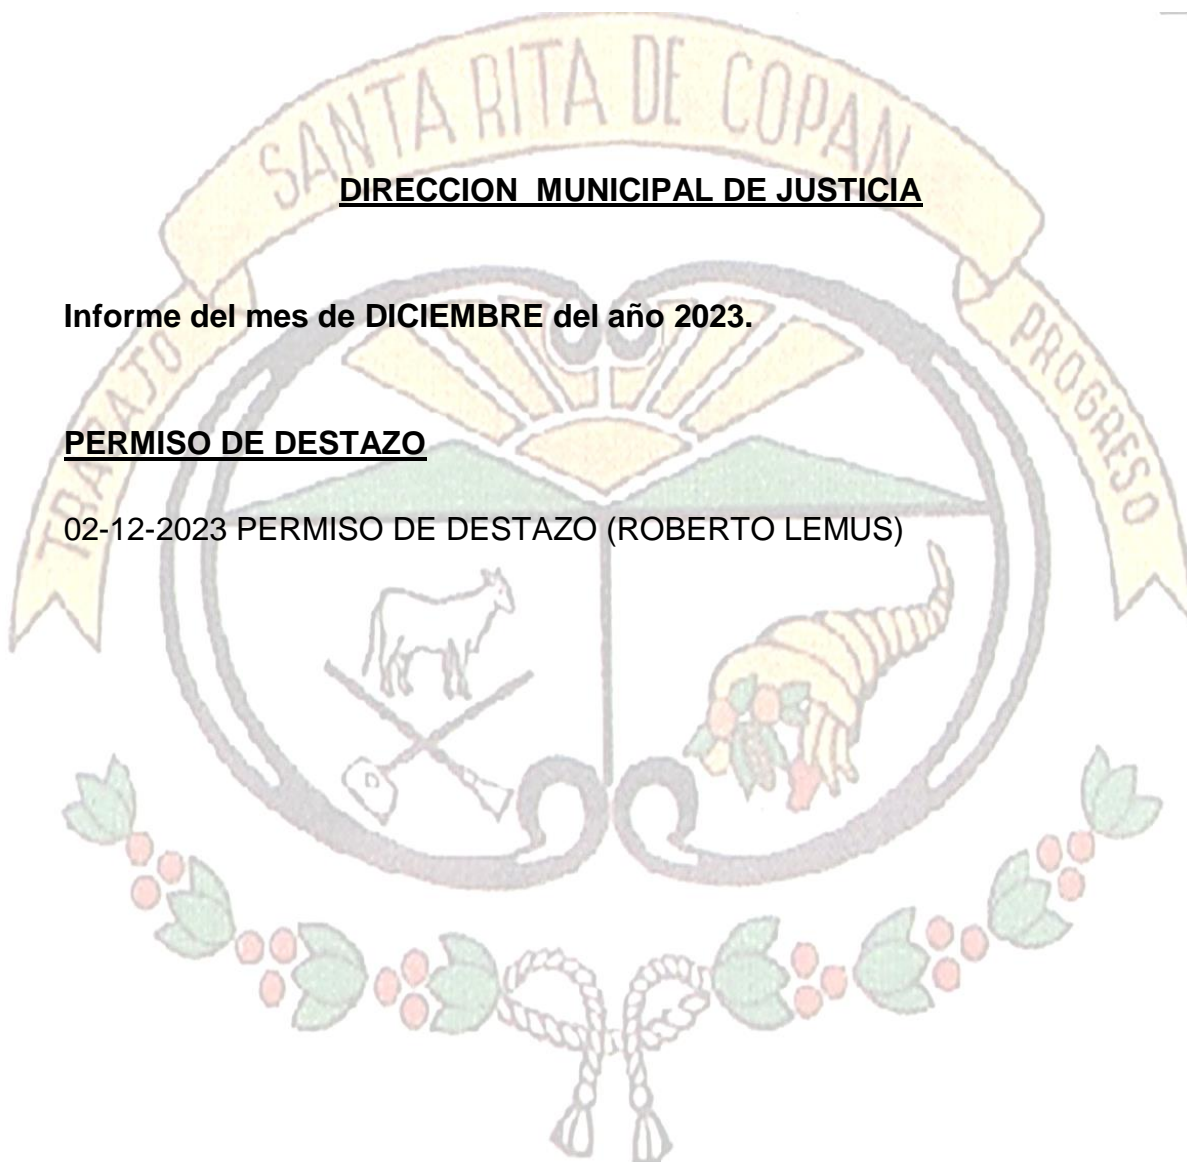 SANTA RITA DE COPAN
DIRECCION MUNICIPAL DE JUSTICIA
Informe del mes de DICIEMBRE del año 2023.
TRABAJO
PROGRESO
PERMISO DE DESTAZO
02-12-2023 PERMISO DE DESTAZO (ROBERTO LEMUS)